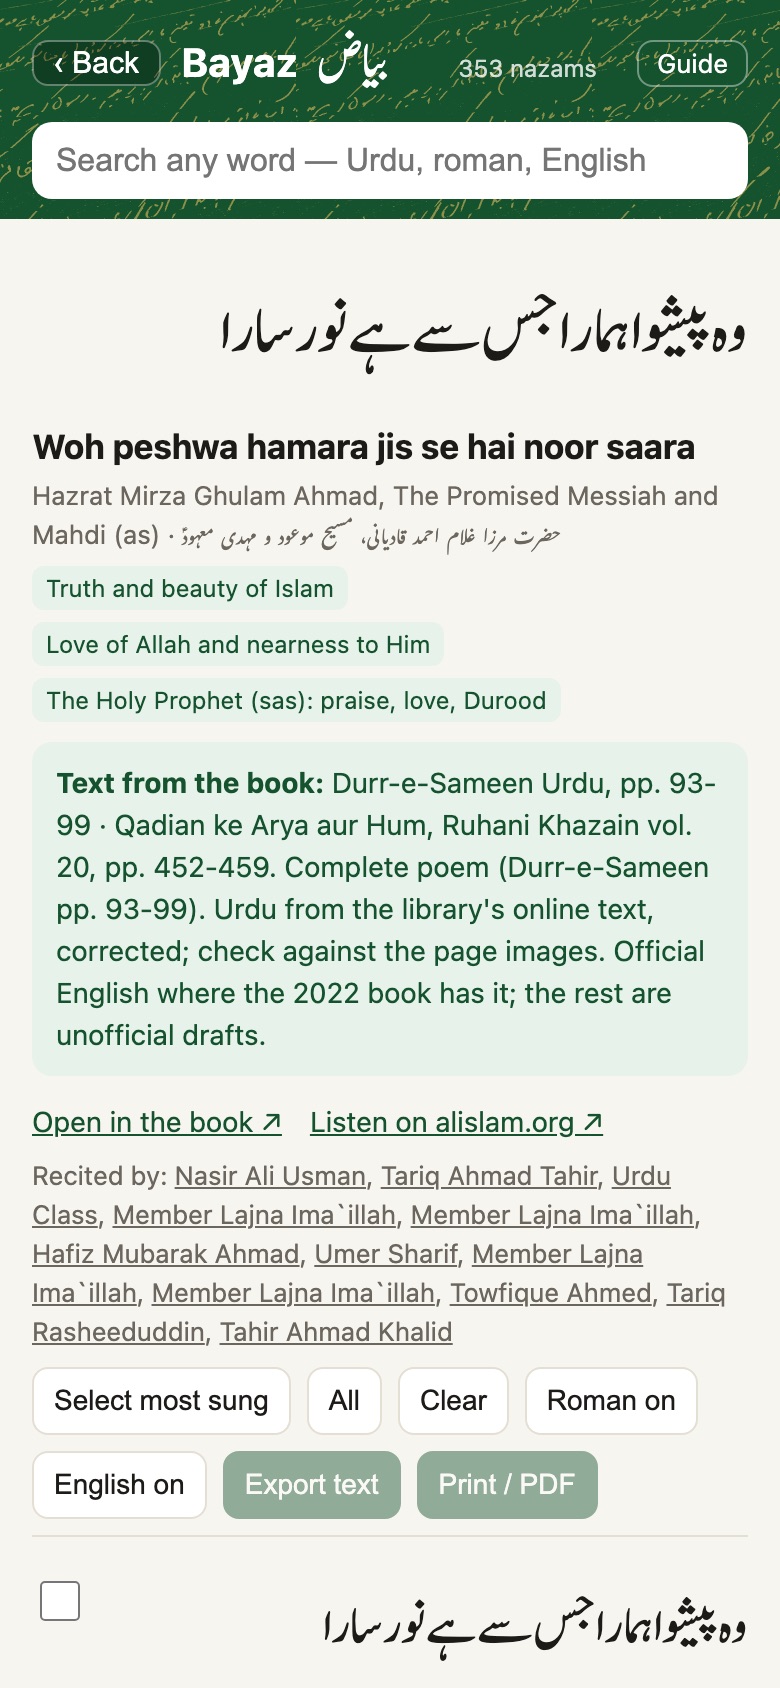 ‹ Back Bayaz بیاض 353 nazams Guide
Search any word — Urdu, roman, English
وہ پیشوا ہمارا جس سے ہے نور سارا
Woh peshwa hamara jis se hai noor saara
Hazrat Mirza Ghulam Ahmad, The Promised Messiah and
Mahdi (as) · حضرت مرزا غلام احمد قادیانی، مسیح موعود و مہدی معہودؑ
Truth and beauty of Islam
Love of Allah and nearness to Him
The Holy Prophet (sas): praise, love, Durood
Text from the book: Durr-e-Sameen Urdu, pp. 93-
99 · Qadian ke Arya aur Hum, Ruhani Khazain vol.
20, pp. 452-459. Complete poem (Durr-e-Sameen
pp. 93-99). Urdu from the library's online text,
corrected; check against the page images. Official
English where the 2022 book has it; the rest are
unofficial drafts.
Open in the book ↗ Listen on alislam.org ↗
Recited by: Nasir Ali Usman, Tariq Ahmad Tahir, Urdu
Class, Member Lajna Ima`illah, Member Lajna Ima`illah,
Hafiz Mubarak Ahmad, Umer Sharif, Member Lajna
Ima`illah, Member Lajna Ima`illah, Towfique Ahmed, Tariq
Rasheeduddin, Tahir Ahmad Khalid
Select most sung All Clear Roman on
English on Export text Print / PDF
وہ پیشوا ہمارا جس سے ہے نور سارا